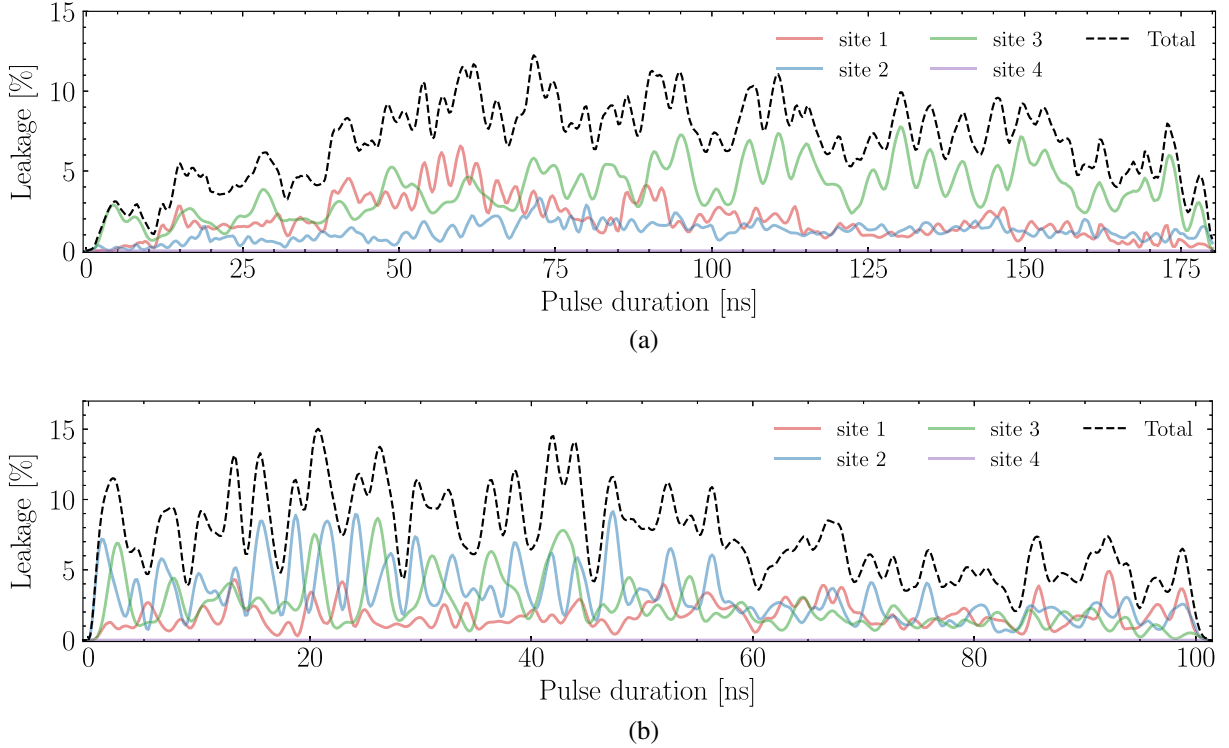 15
10
5
0
Leakage [%]
site 1 site 3 Total
site 2 site 4
0 25 50 75 100 125 150 175
Pulse duration [ns]
(a)
15
10
5
0
Leakage [%]
site 1 site 3 Total
site 2 site 4
0 20 40 60 80 100
Pulse duration [ns]
(b)